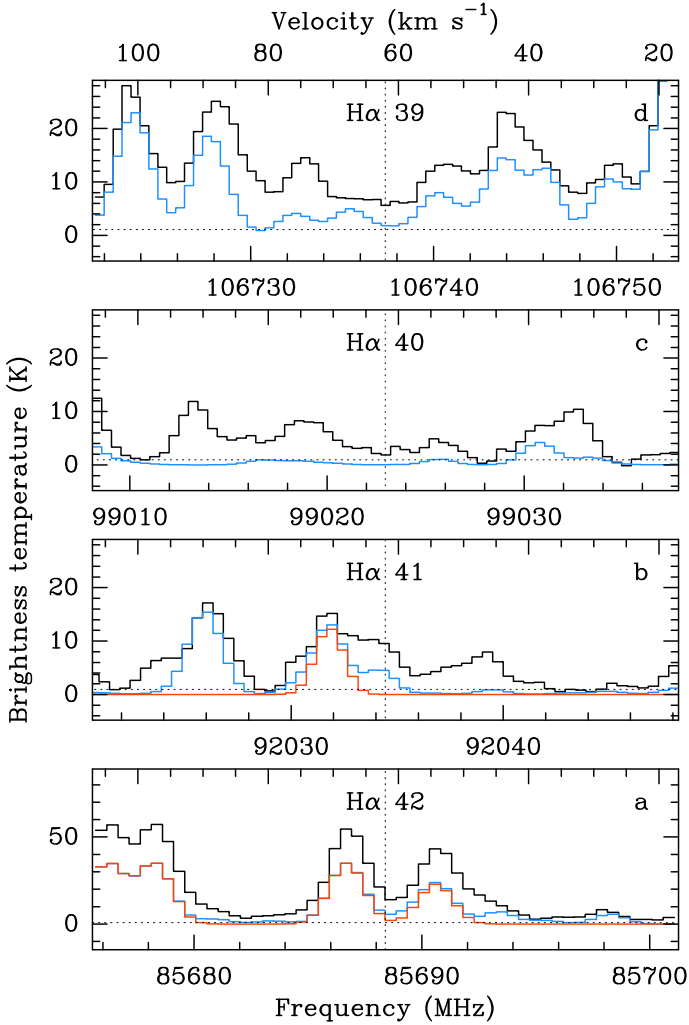 Velocity (km s⁻¹)
100 80 60 40 20
Hα 39 d
20
10
0
106730 106740 106750
Hα 40 c
20
10
0
99010 99020 99030
Hα 41 b
20
10
0
92030 92040
Hα 42 a
50
0
85680 85690 85700
Frequency (MHz)
Brightness temperature (K)